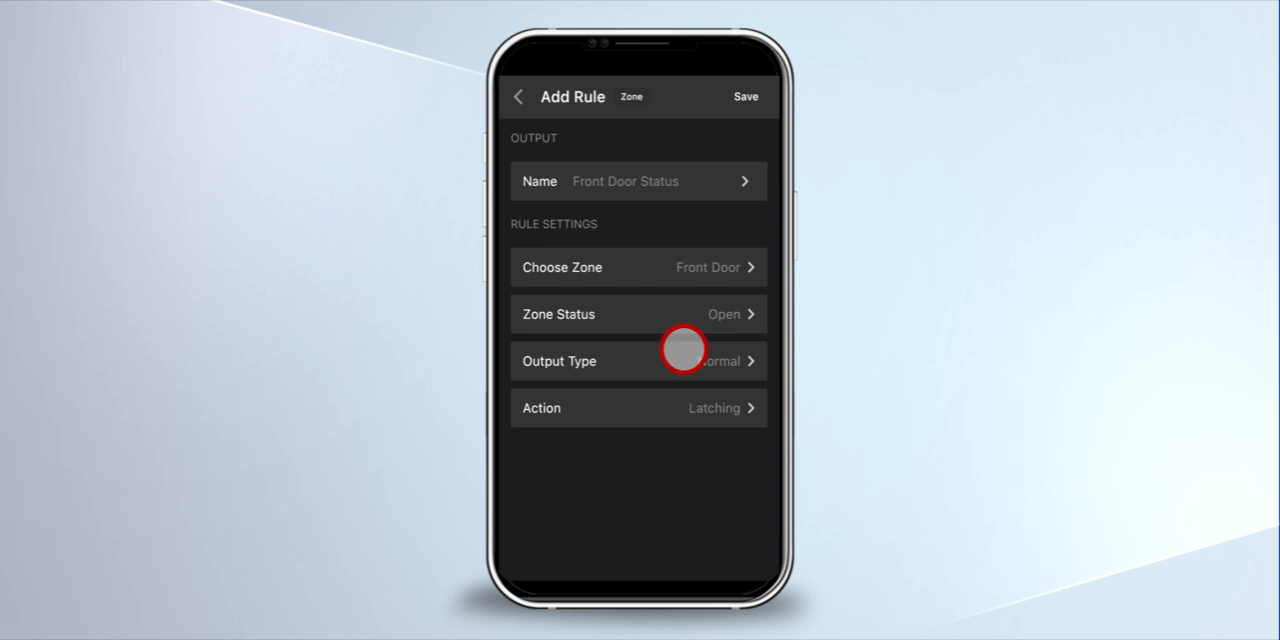 Add Rule Zone Save
OUTPUT
Name Front Door Status
RULE SETTINGS
Choose Zone Front Door
Zone Status Open
Output Type
Action Latching